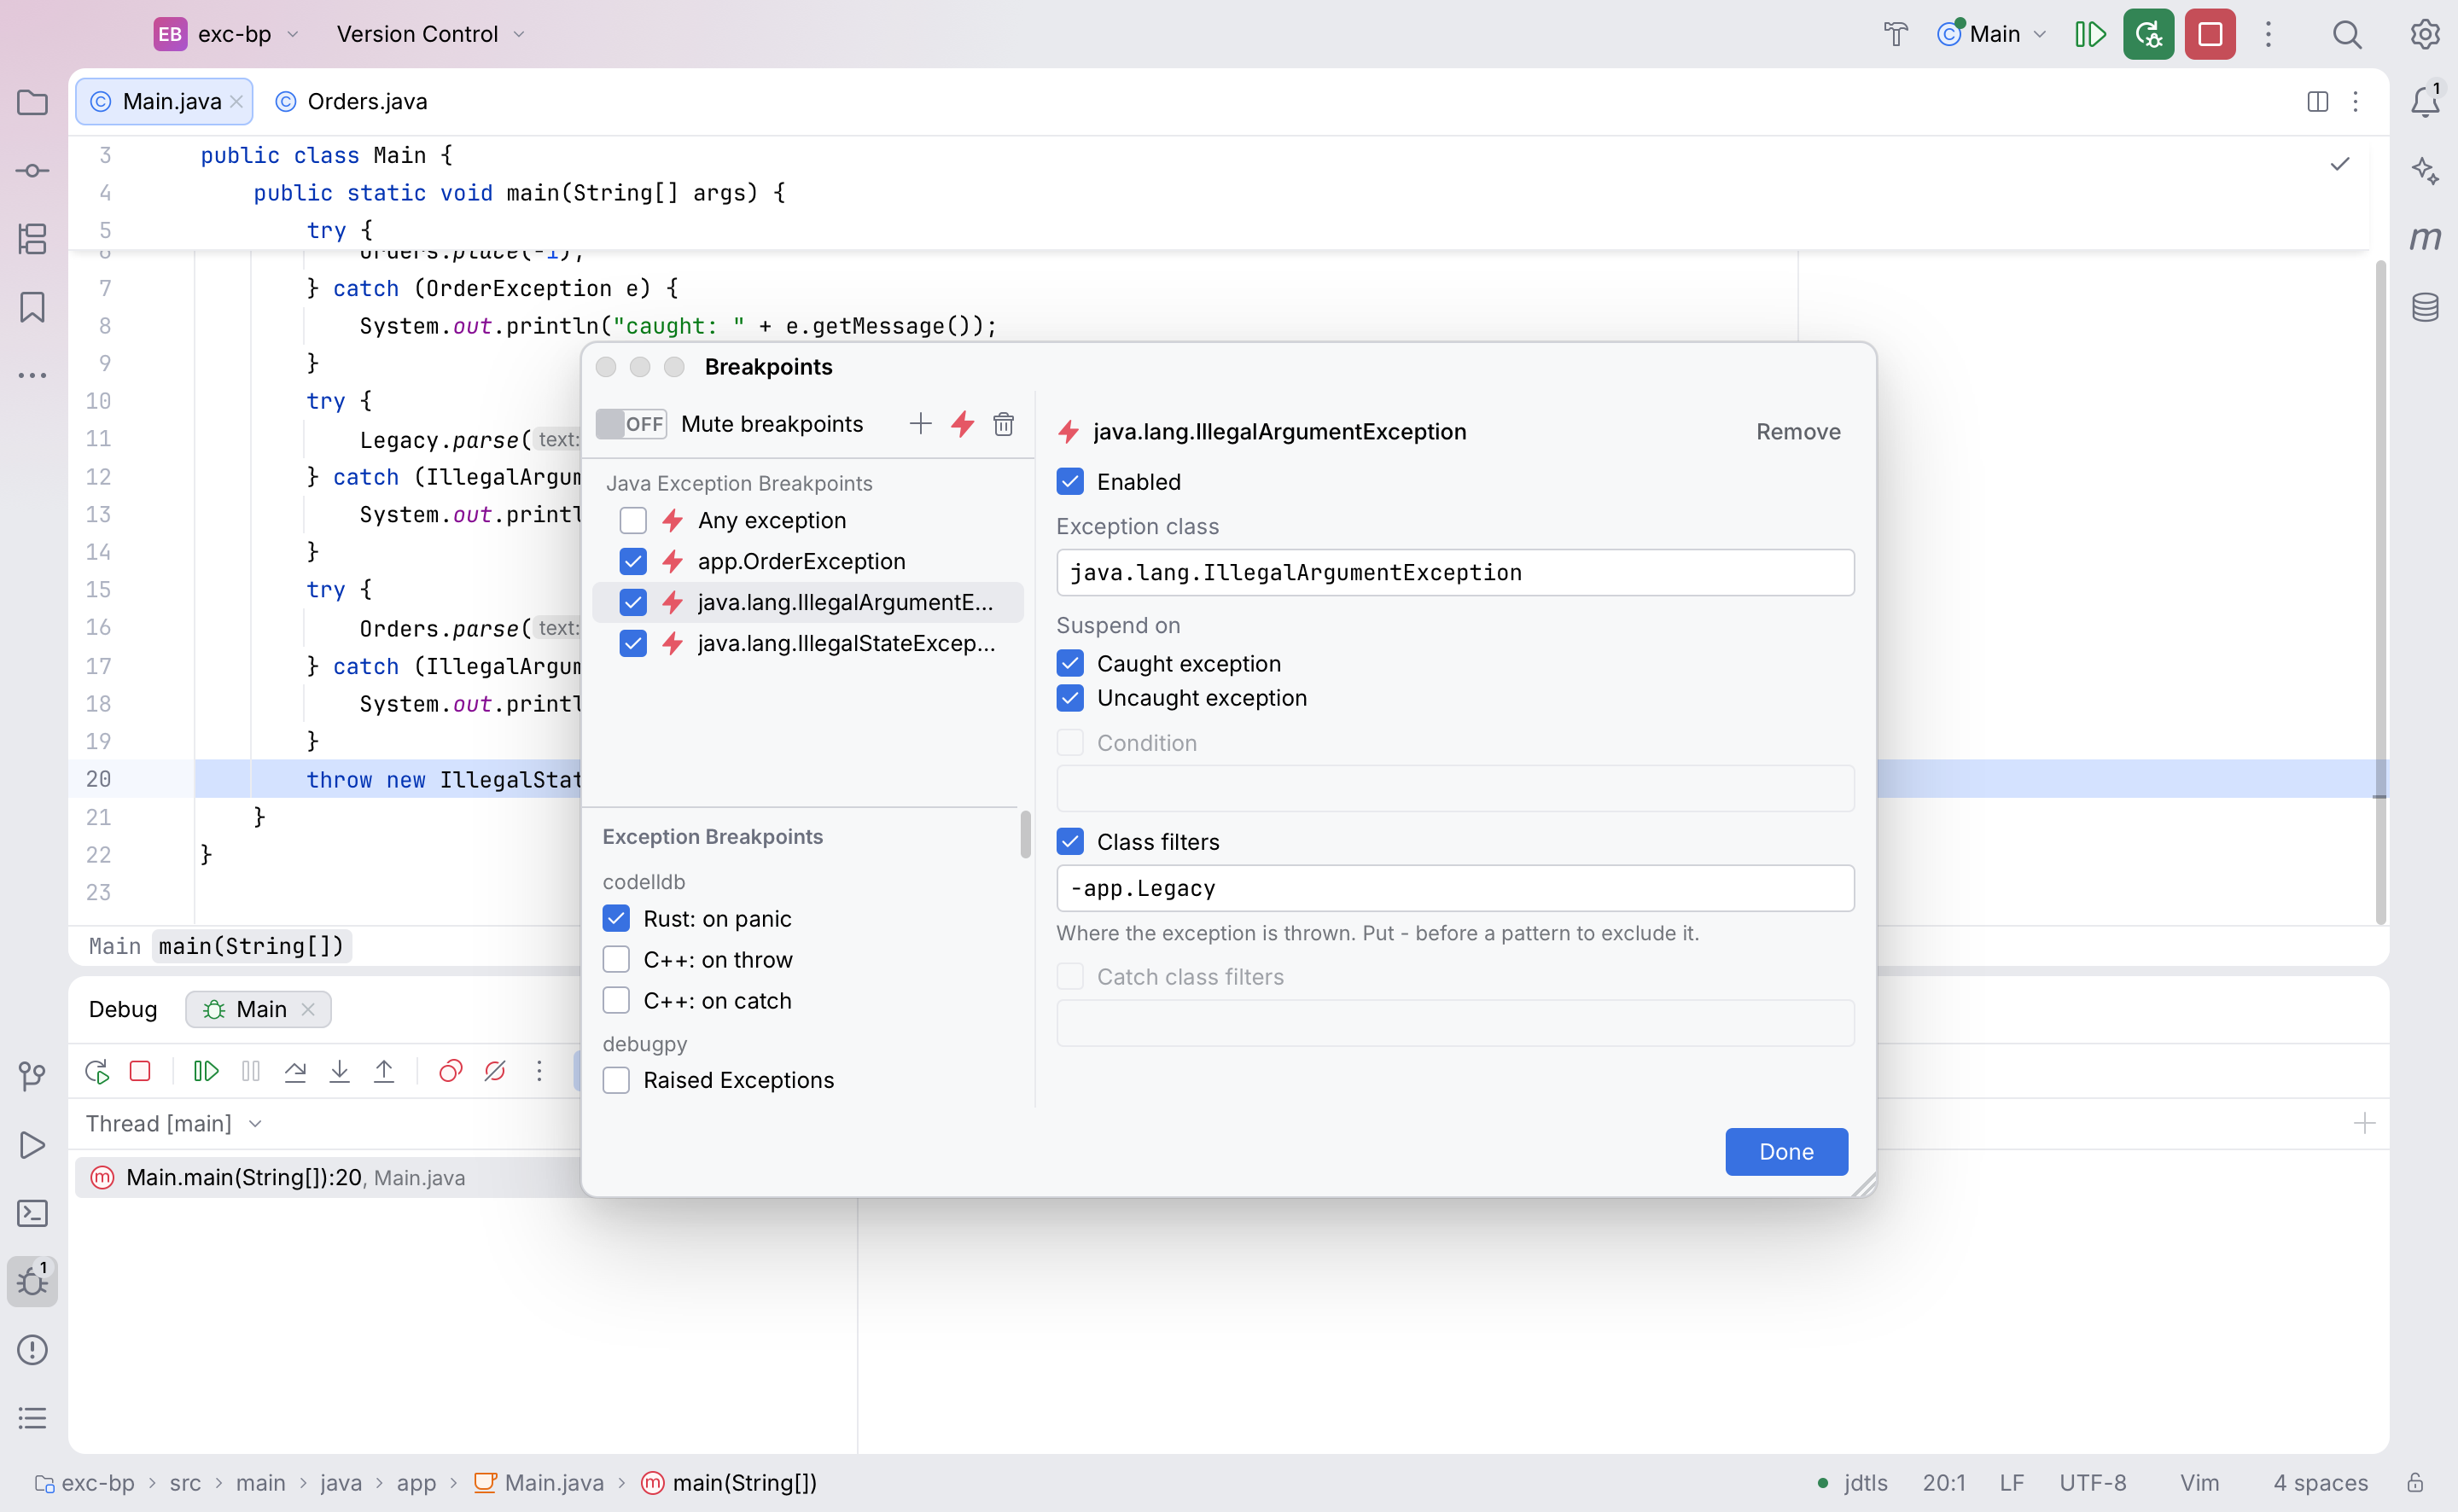 EB exc-bp Version Control Main
Main.java Orders.java
1
3 public class Main {
4 public static void main(String[] args) {
5 try {
6 Orders.place(-1);
7 } catch (OrderException e) {
8 System.out.println("caught: " + e.getMessage());
9 }
10 try {
11 Legacy.parse( text:
12 } catch (IllegalArgum
13 System.out.printl
14 }
15 try {
16 Orders.parse( text:
17 } catch (IllegalArgum
18 System.out.printl
19 }
20 throw new IllegalStat
21 }
22 }
23
Main main(String[])
Breakpoints
OFF Mute breakpoints
Java Exception Breakpoints
Any exception
app.OrderException
java.lang.IllegalArgumentE...
java.lang.IllegalStateExcep...
Exception Breakpoints
codelldb
Rust: on panic
C++: on throw
C++: on catch
debugpy
Raised Exceptions
java.lang.IllegalArgumentException Remove
Enabled
Exception class
java.lang.IllegalArgumentException
Suspend on
Caught exception
Uncaught exception
Condition
Class filters
-app.Legacy
Where the exception is thrown. Put - before a pattern to exclude it.
Catch class filters
Done
Debug Main
Thread [main]
Main.main(String[]):20, Main.java
1
exc-bp › src › main › java › app › Main.java › main(String[])
jdtls 20:1 LF UTF-8 Vim 4 spaces